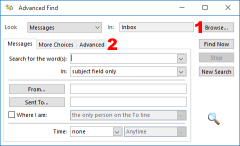 Advanced Find
Look Messages In: Inbox 1 Browse...
Messages More Choices Advanced 2 Find Now
Stop
Search for the word(s): New Search
In: subject field only
From...
Sent To...
Where I am: the only person on the To line
Time: none Anytime